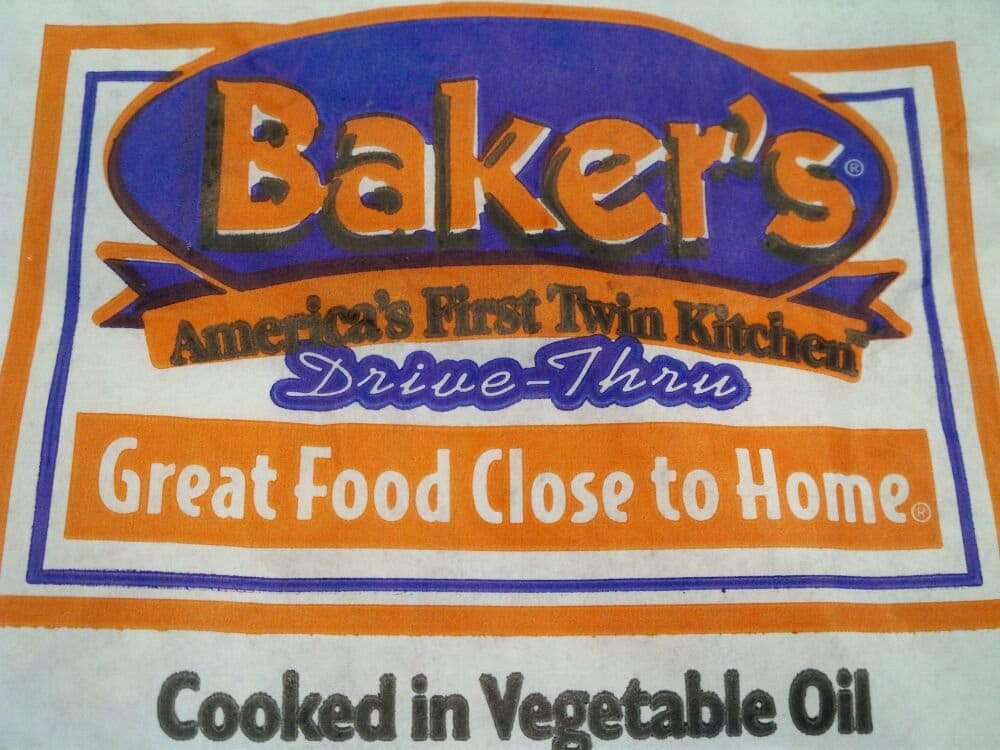 Baker's®
America's First Twin Kitchen™
Drive-Thru
Great Food Close to Home®
Cooked in Vegetable Oil